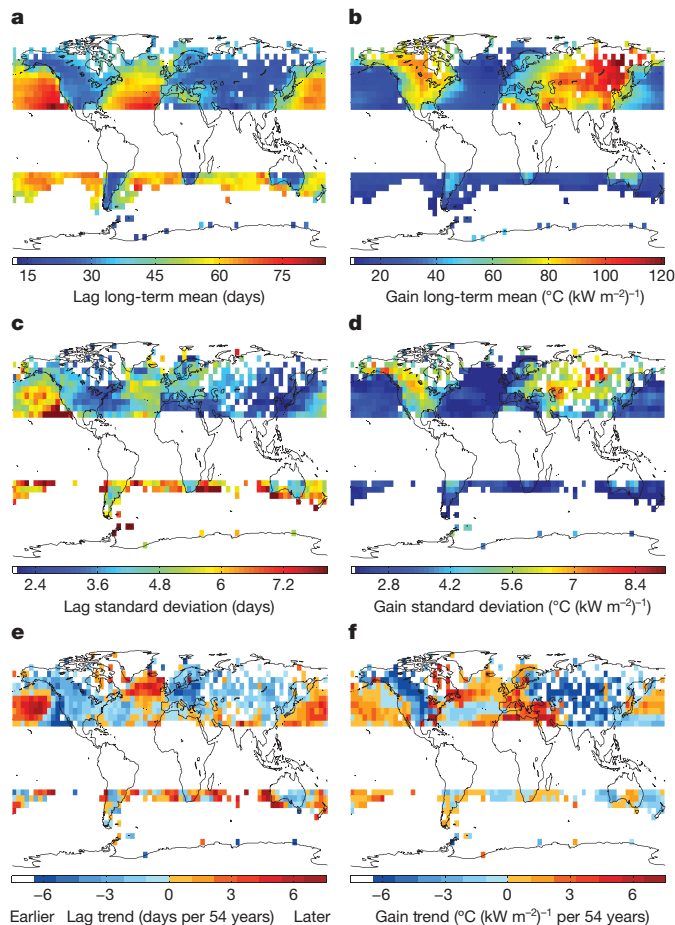 a
b
15 30 45 60 75
Lag long-term mean (days)
20 40 60 80 100 120
Gain long-term mean (°C (kW m⁻²)⁻¹)
c
d
2.4 3.6 4.8 6 7.2
Lag standard deviation (days)
2.8 4.2 5.6 7 8.4
Gain standard deviation (°C (kW m⁻²)⁻¹)
e
f
−6 −3 0 3 6
Earlier Lag trend (days per 54 years) Later
−6 −3 0 3 6
Gain trend (°C (kW m⁻²)⁻¹ per 54 years)